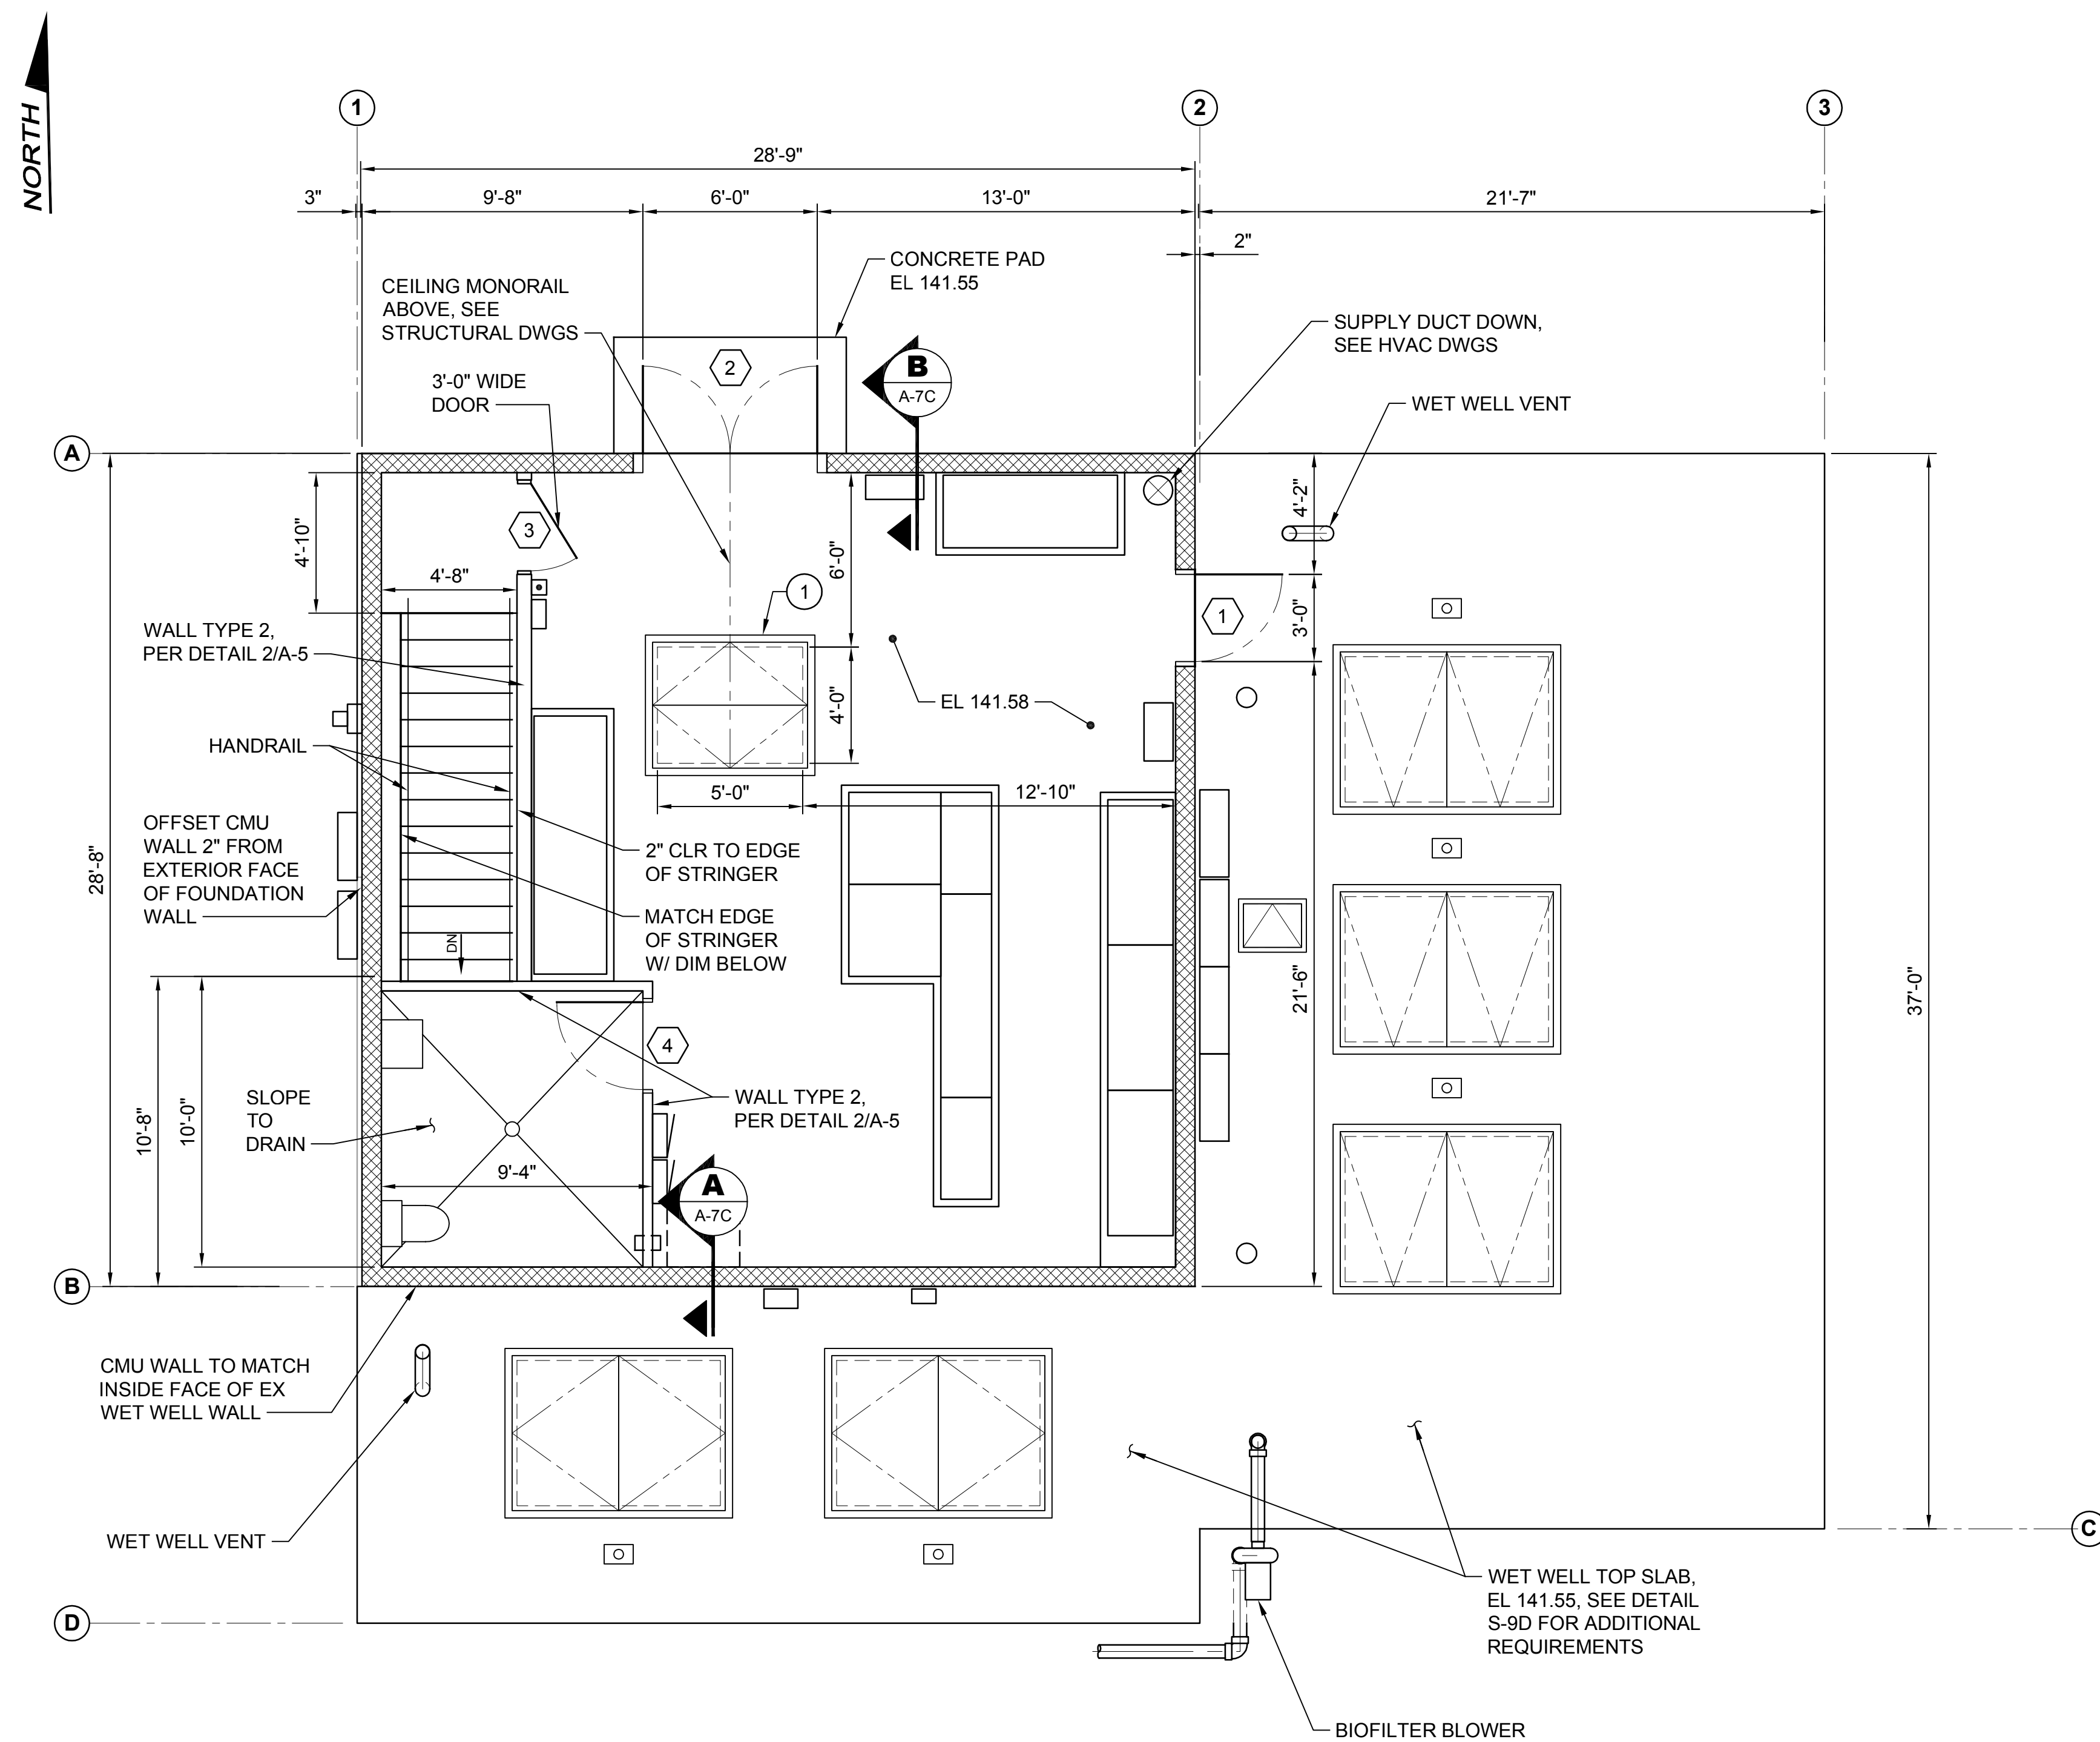 NORTH
1
2
3
28'-9"
3"
9'-8"
6'-0"
13'-0"
21'-7"
2"
CONCRETE PAD
EL 141.55
CEILING MONORAIL
ABOVE, SEE
STRUCTURAL DWGS
SUPPLY DUCT DOWN,
SEE HVAC DWGS
2
B
A-7C
3'-0" WIDE
DOOR
WET WELL VENT
A
4'-10"
3
4'-2"
6'-0"
4'-8"
1
1
3'-0"
WALL TYPE 2,
PER DETAIL 2/A-5
EL 141.58
4'-0"
HANDRAIL
5'-0"
12'-10"
OFFSET CMU
WALL 2" FROM
EXTERIOR FACE
OF FOUNDATION
WALL
28'-8"
2" CLR TO EDGE
OF STRINGER
MATCH EDGE
OF STRINGER
W/ DIM BELOW
DN
21'-6"
37'-0"
4
SLOPE
TO
DRAIN
10'-8"
10'-0"
WALL TYPE 2,
PER DETAIL 2/A-5
9'-4"
A
A-7C
B
CMU WALL TO MATCH
INSIDE FACE OF EX
WET WELL WALL
WET WELL VENT
C
WET WELL TOP SLAB,
EL 141.55, SEE DETAIL
S-9D FOR ADDITIONAL
REQUIREMENTS
D
BIOFILTER BLOWER